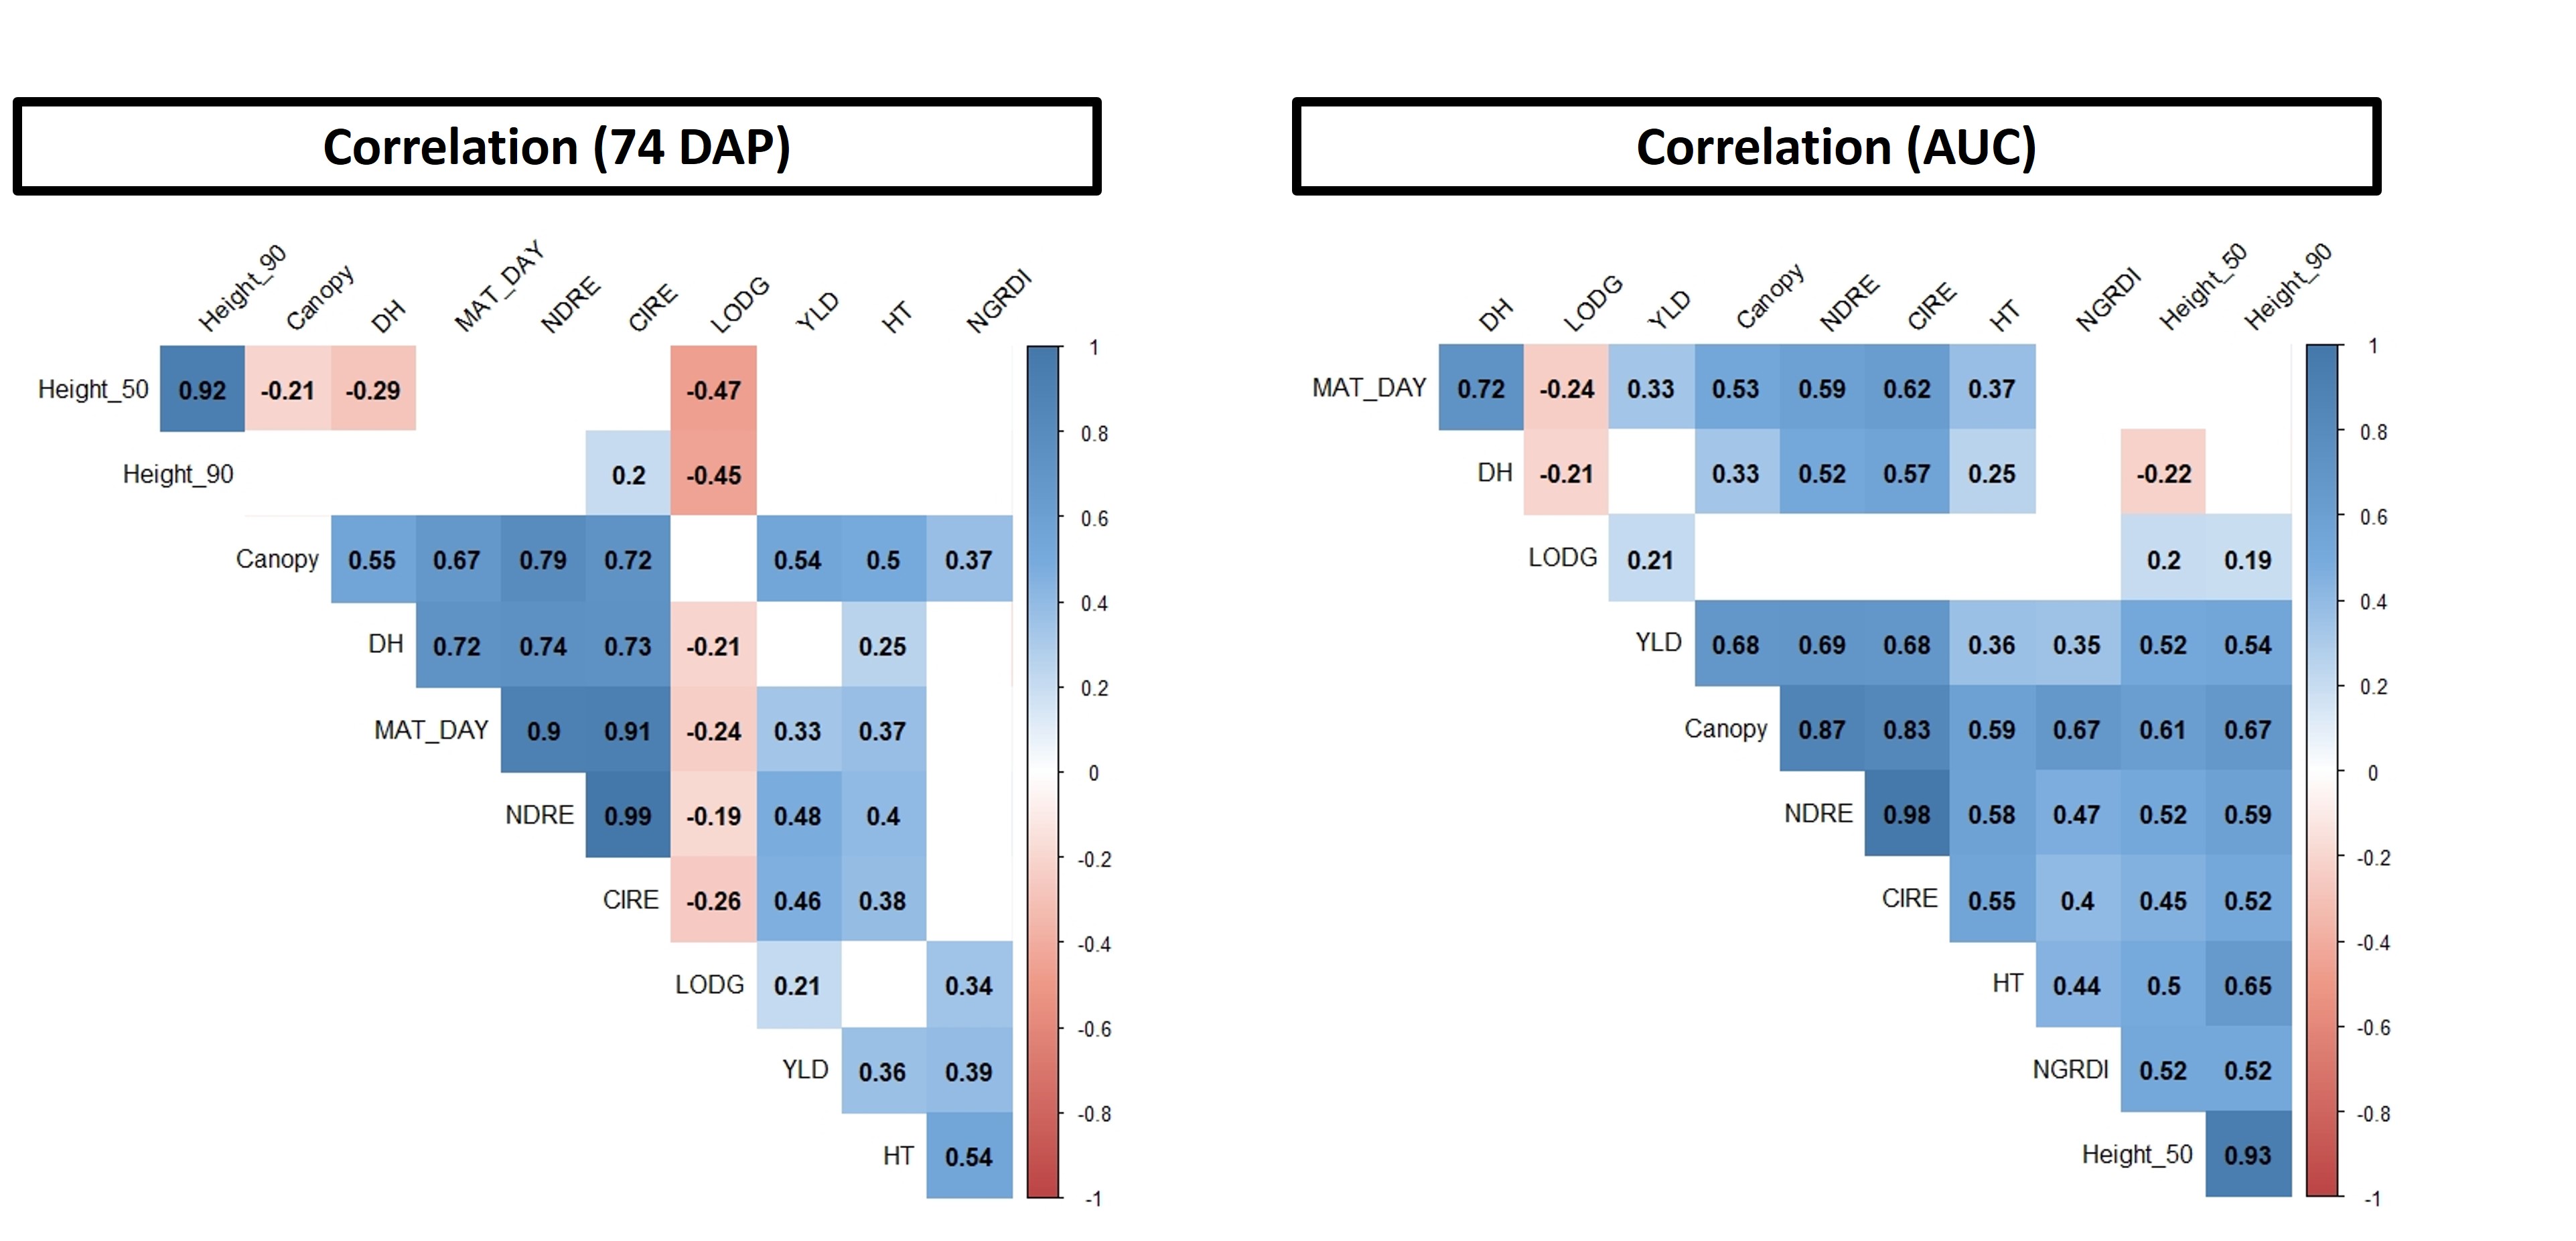 Correlation (74 DAP)
Height_90 Canopy DH MAT_DAY NDRE CIRE LODG YLD HT NGRDI
Height_50 0.92 -0.21 -0.29 -0.47
Height_90 0.2 -0.45
Canopy 0.55 0.67 0.79 0.72 0.54 0.5 0.37
DH 0.72 0.74 0.73 -0.21 0.25
MAT_DAY 0.9 0.91 -0.24 0.33 0.37
NDRE 0.99 -0.19 0.48 0.4
CIRE -0.26 0.46 0.38
LODG 0.21 0.34
YLD 0.36 0.39
HT 0.54
1
0.8
0.6
0.4
0.2
0
-0.2
-0.4
-0.6
-0.8
-1
Correlation (AUC)
DH LODG YLD Canopy NDRE CIRE HT NGRDI Height_50 Height_90
MAT_DAY 0.72 -0.24 0.33 0.53 0.59 0.62 0.37
DH -0.21 0.33 0.52 0.57 0.25 -0.22
LODG 0.21 0.2 0.19
YLD 0.68 0.69 0.68 0.36 0.35 0.52 0.54
Canopy 0.87 0.83 0.59 0.67 0.61 0.67
NDRE 0.98 0.58 0.47 0.52 0.59
CIRE 0.55 0.4 0.45 0.52
HT 0.44 0.5 0.65
NGRDI 0.52 0.52
Height_50 0.93
1
0.8
0.6
0.4
0.2
0
-0.2
-0.4
-0.6
-0.8
-1